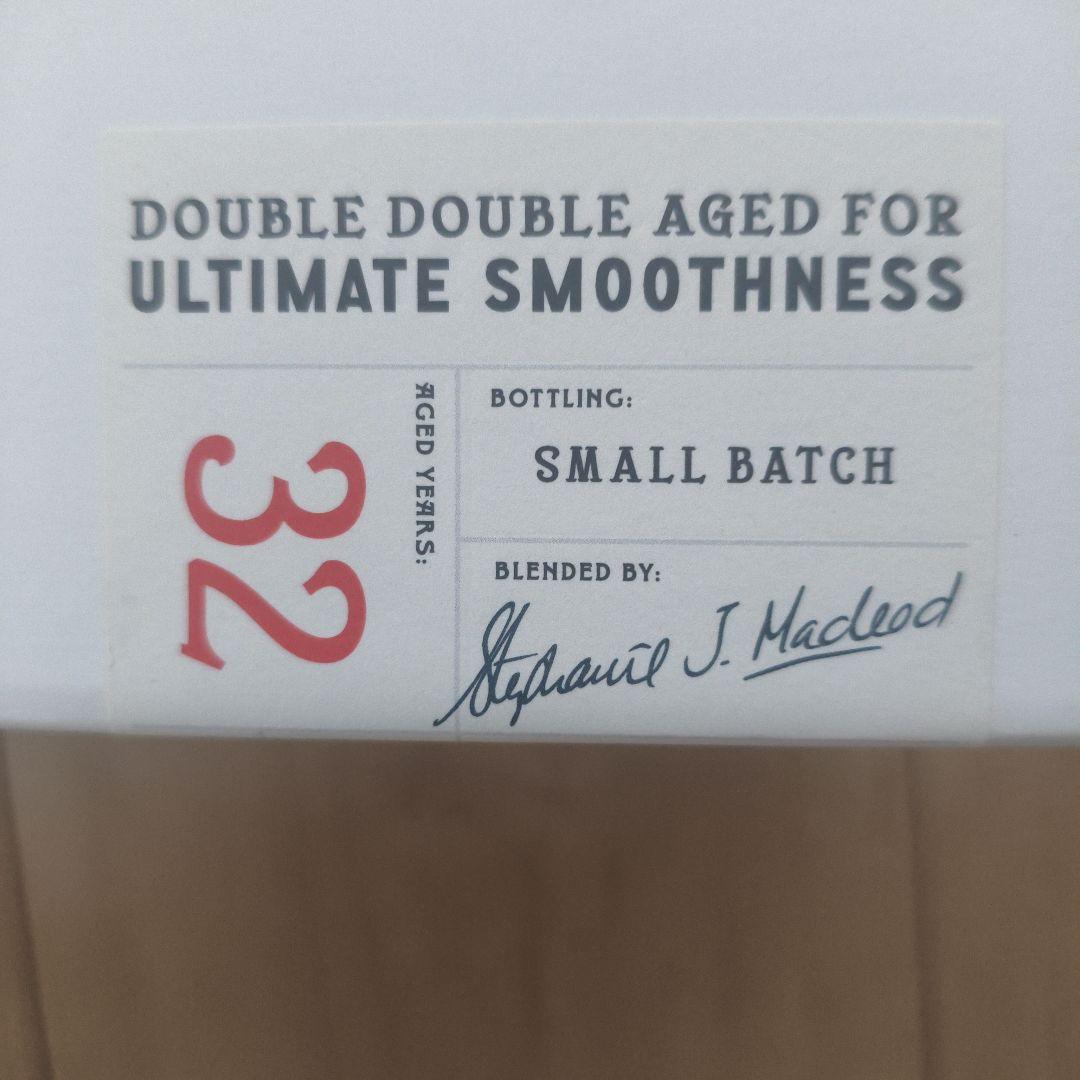 DOUBLE DOUBLE AGED FOR
ULTIMATE SMOOTHNESS
AGED YEARS:
32
BOTTLING:
SMALL BATCH
BLENDED BY:
Stephanie J. Macleod